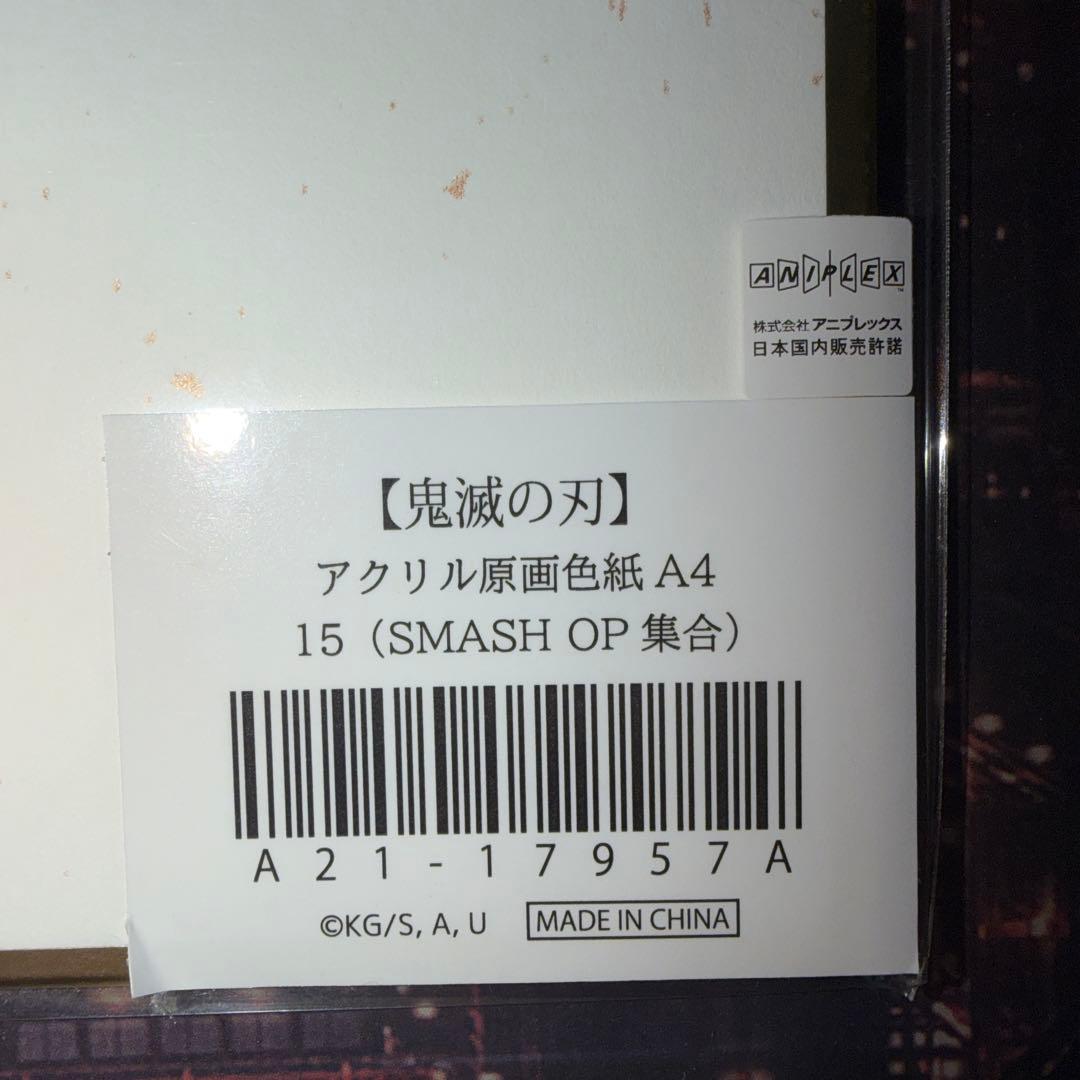 ANIPLEX
株式会社アニプレックス
日本国内販売許諾
【鬼滅の刃】
アクリル原画色紙 A4
15（SMASH OP 集合）
A21-17957A
©KG/S, A, U MADE IN CHINA